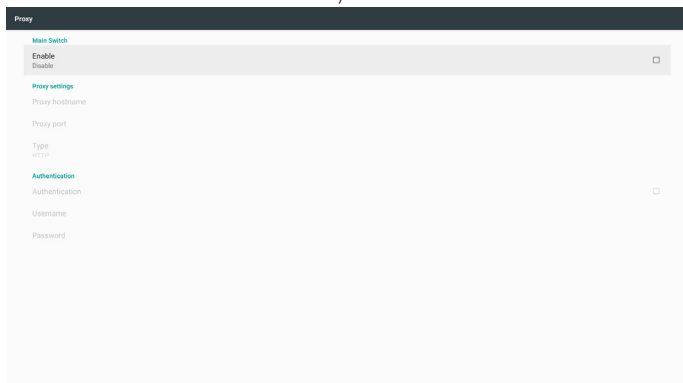 Proxy
Main Switch
Enable
Disable
Proxy settings
Proxy hostname
Proxy port
Type
HTTP
Authentication
Authentication
Username
Password